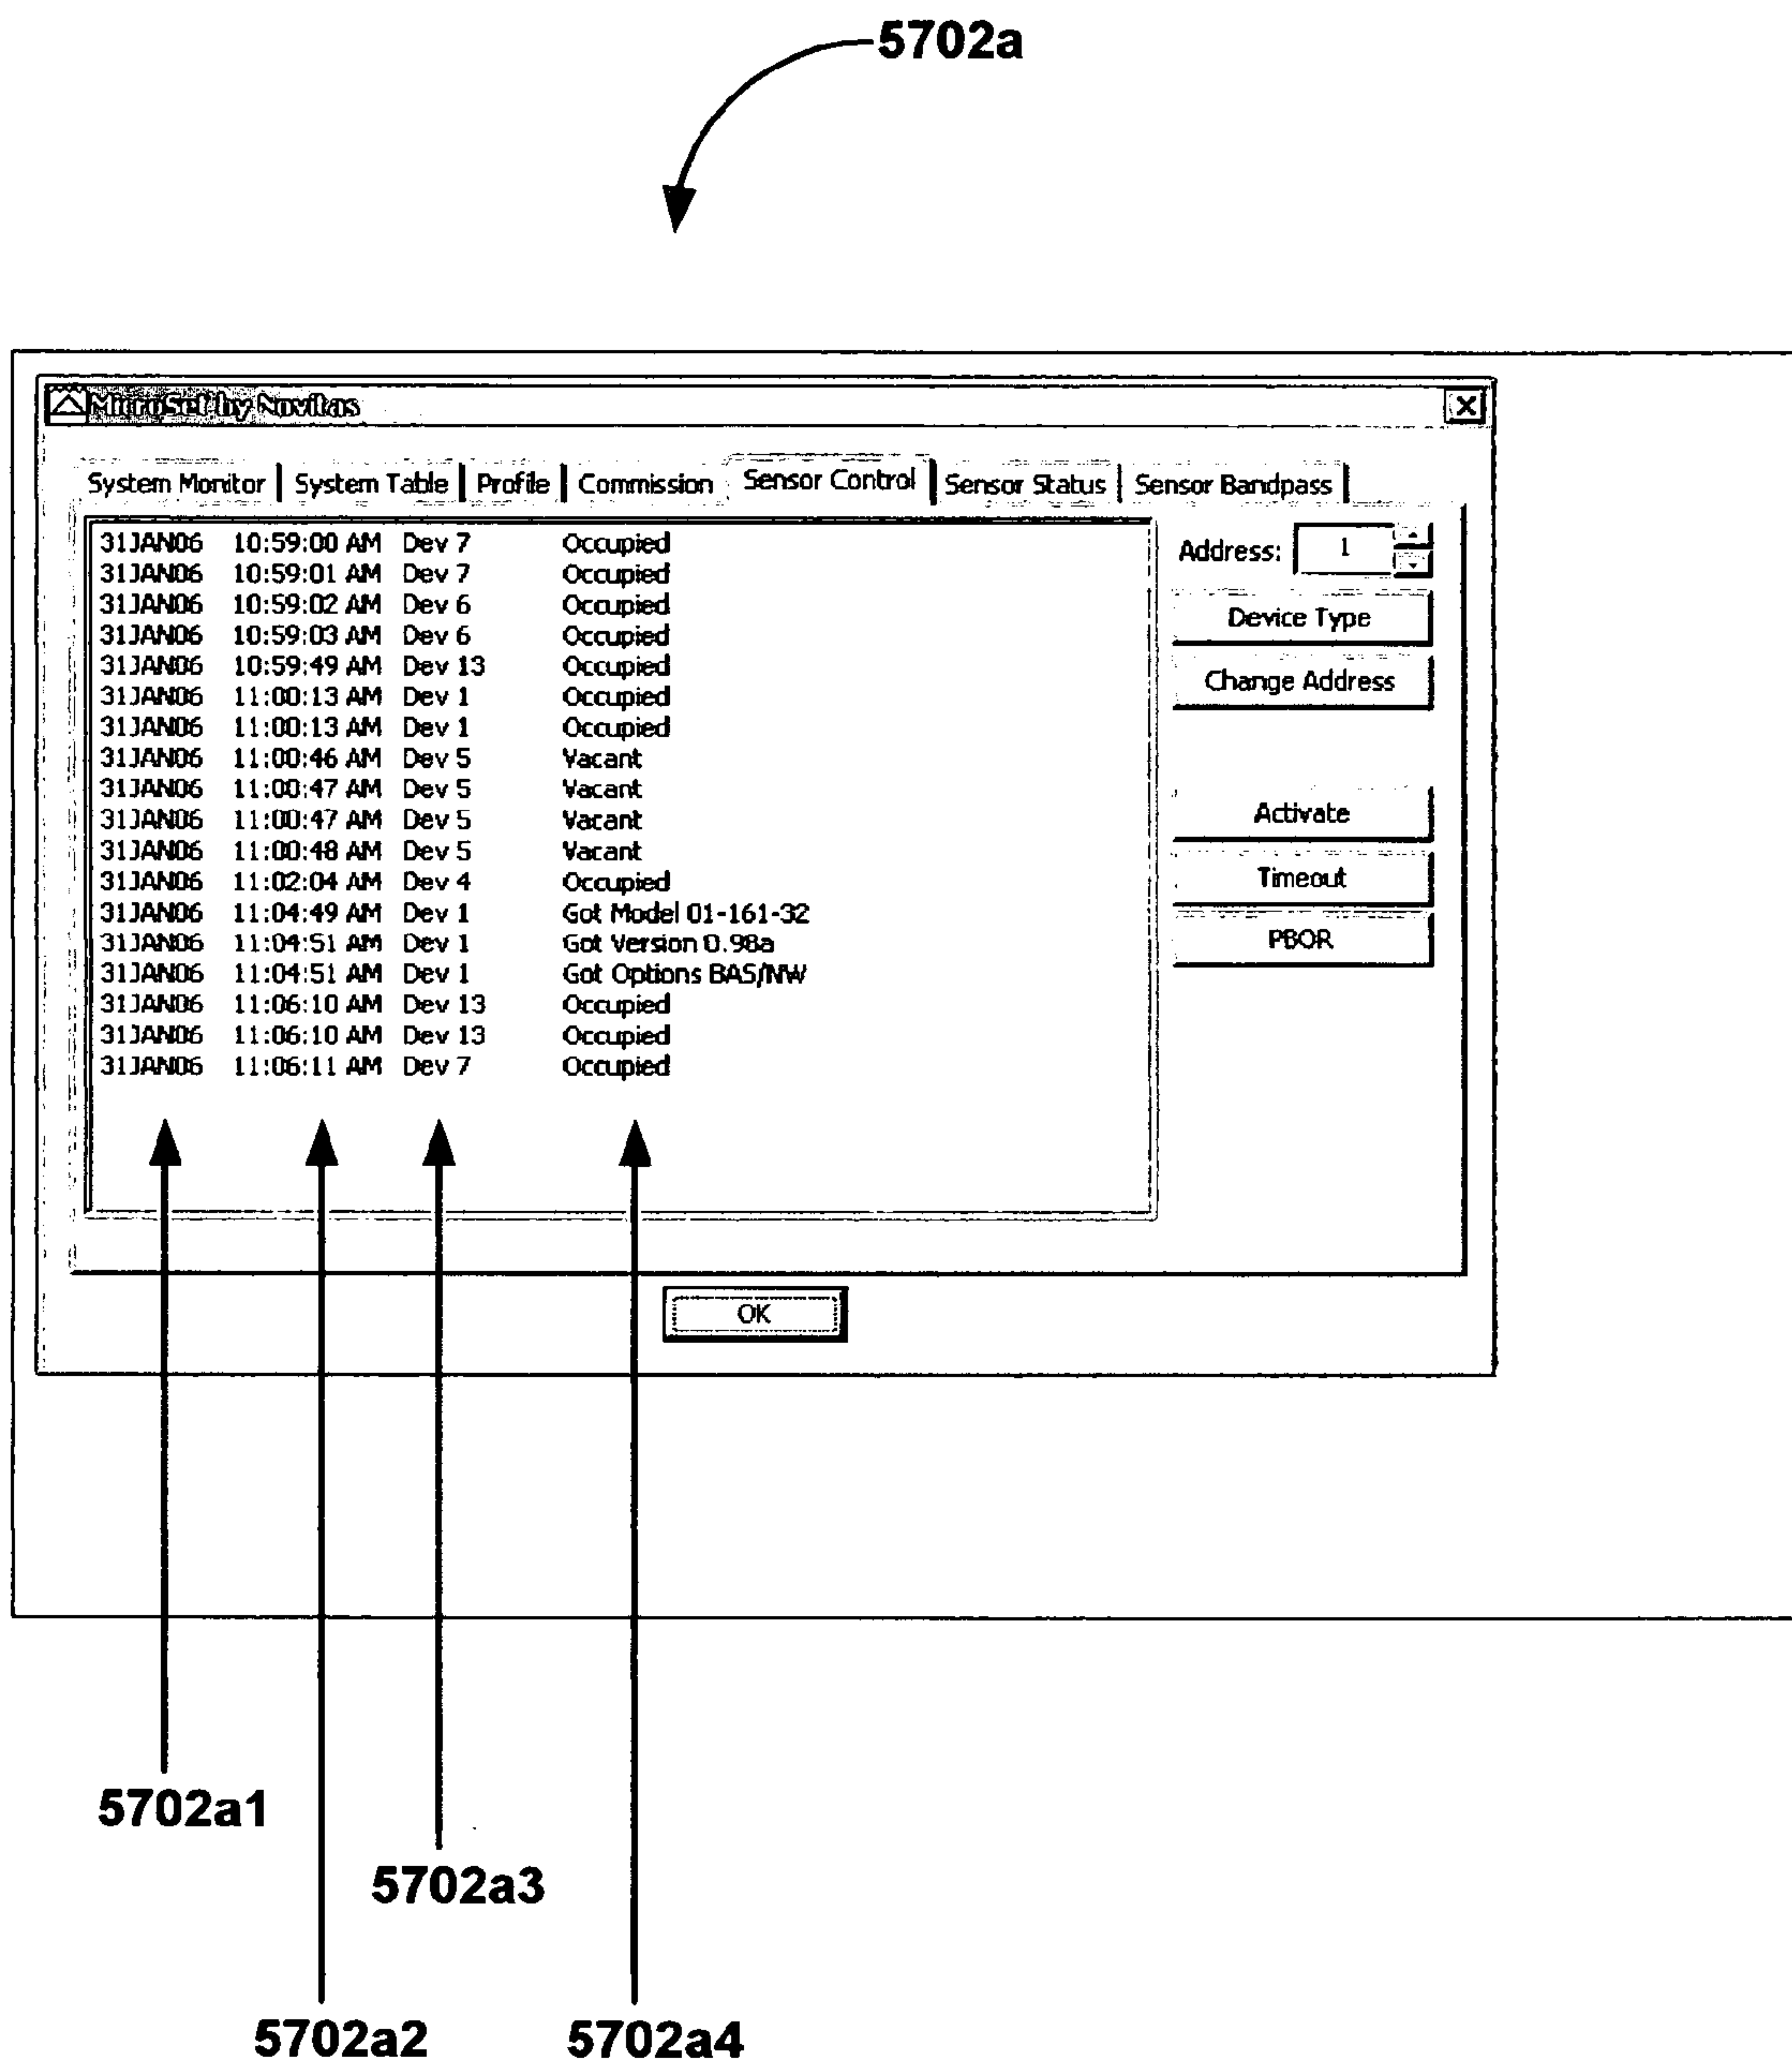 5702a
MicroSet by Novitas
System Monitor System Table Profile Commission Sensor Control Sensor Status Sensor Bandpass
31JAN06 10:59:00 AM Dev 7 Occupied
31JAN06 10:59:01 AM Dev 7 Occupied
31JAN06 10:59:02 AM Dev 6 Occupied
31JAN06 10:59:03 AM Dev 6 Occupied
31JAN06 10:59:49 AM Dev 13 Occupied
31JAN06 11:00:13 AM Dev 1 Occupied
31JAN06 11:00:13 AM Dev 1 Occupied
31JAN06 11:00:46 AM Dev 5 Vacant
31JAN06 11:00:47 AM Dev 5 Vacant
31JAN06 11:00:47 AM Dev 5 Vacant
31JAN06 11:00:48 AM Dev 5 Vacant
31JAN06 11:02:04 AM Dev 4 Occupied
31JAN06 11:04:49 AM Dev 1 Got Model 01-161-32
31JAN06 11:04:51 AM Dev 1 Got Version 0.98a
31JAN06 11:04:51 AM Dev 1 Got Options BAS/NW
31JAN06 11:06:10 AM Dev 13 Occupied
31JAN06 11:06:10 AM Dev 13 Occupied
31JAN06 11:06:11 AM Dev 7 Occupied
Address: 1
Device Type
Change Address
Activate
Timeout
PBOR
OK
5702a1
5702a3
5702a2 5702a4